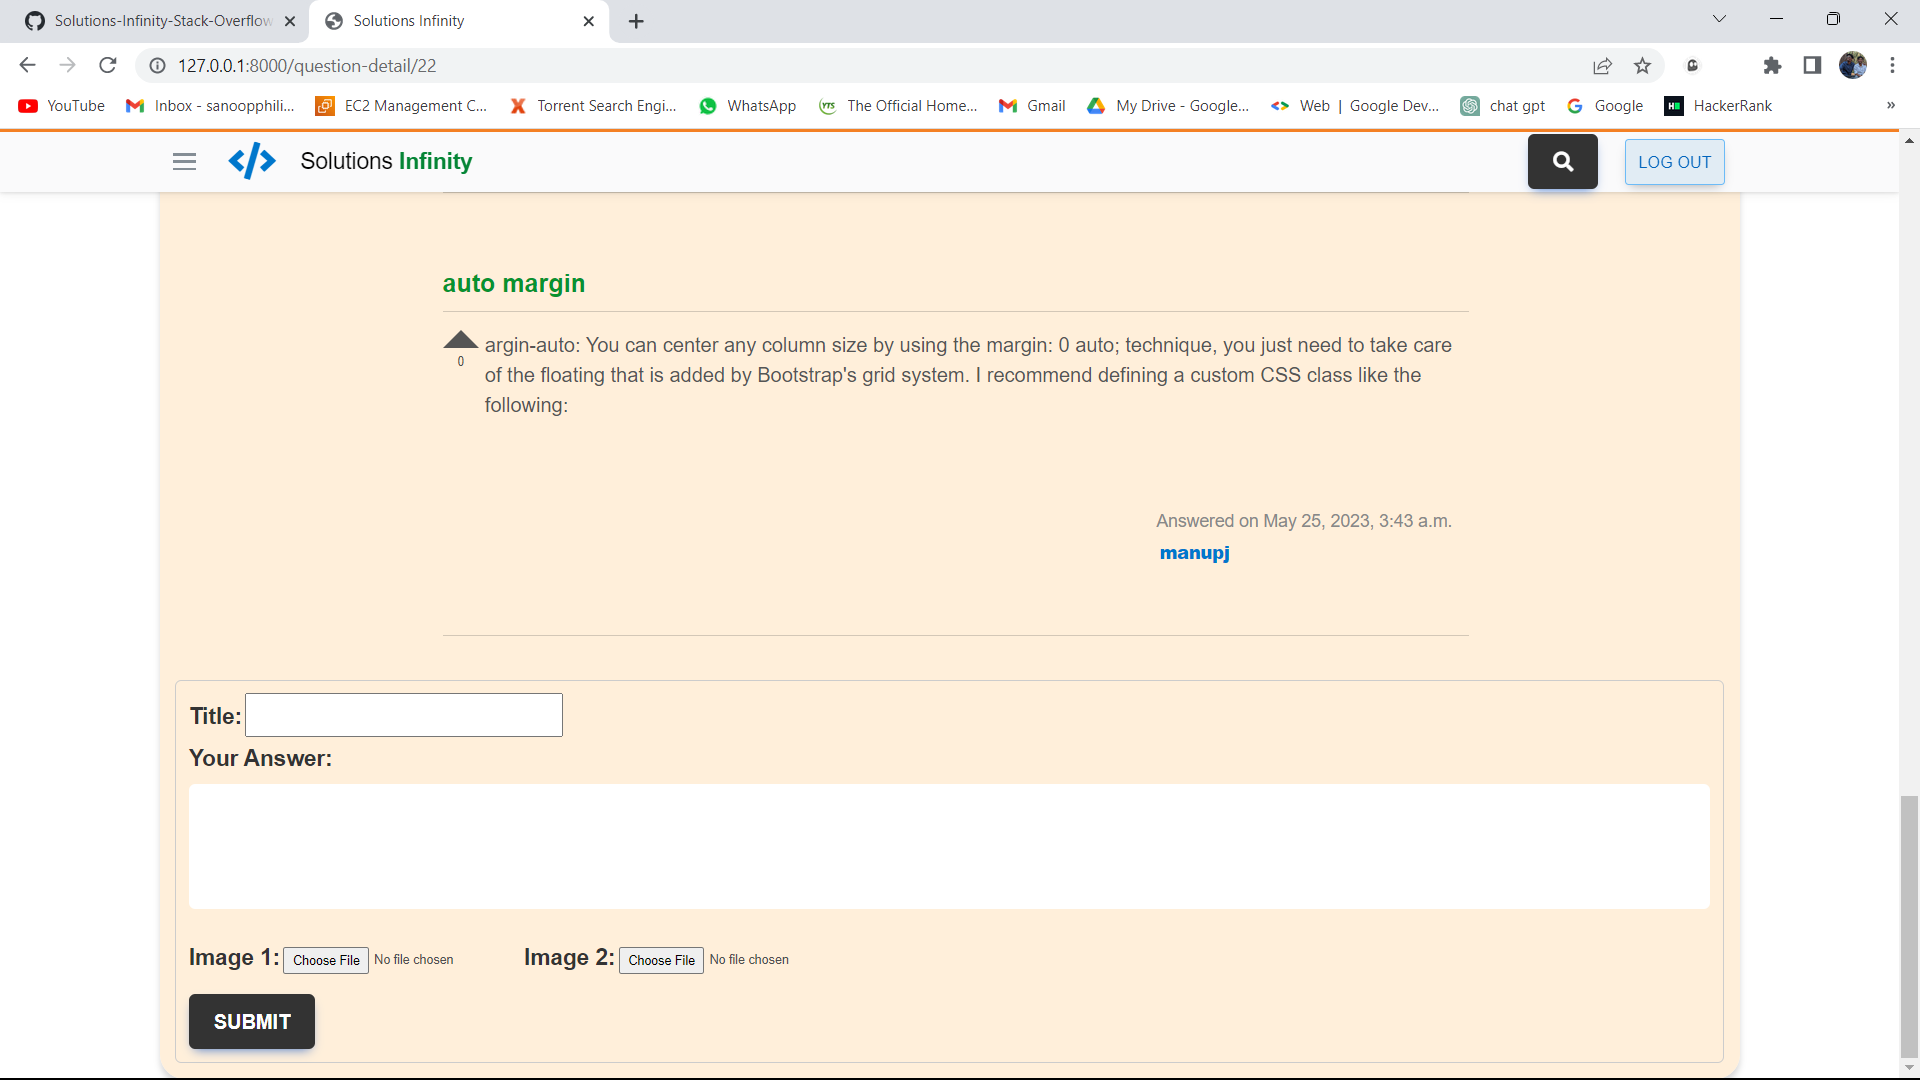 Solutions-Infinity-Stack-Overflow
Solutions Infinity
127.0.0.1:8000/question-detail/22
YouTube
Inbox - sanoopphili...
EC2 Management C...
Torrent Search Engi...
WhatsApp
YTS
The Official Home...
Gmail
My Drive - Google...
Web | Google Dev...
chat gpt
Google
HackerRank
»
</> Solutions Infinity
LOG OUT
auto margin
0
argin-auto: You can center any column size by using the margin: 0 auto; technique, you just need to take care
of the floating that is added by Bootstrap's grid system. I recommend defining a custom CSS class like the
following:
Answered on May 25, 2023, 3:43 a.m.
manupj
Title:
Your Answer:
Image 1: Choose File No file chosen
Image 2: Choose File No file chosen
SUBMIT